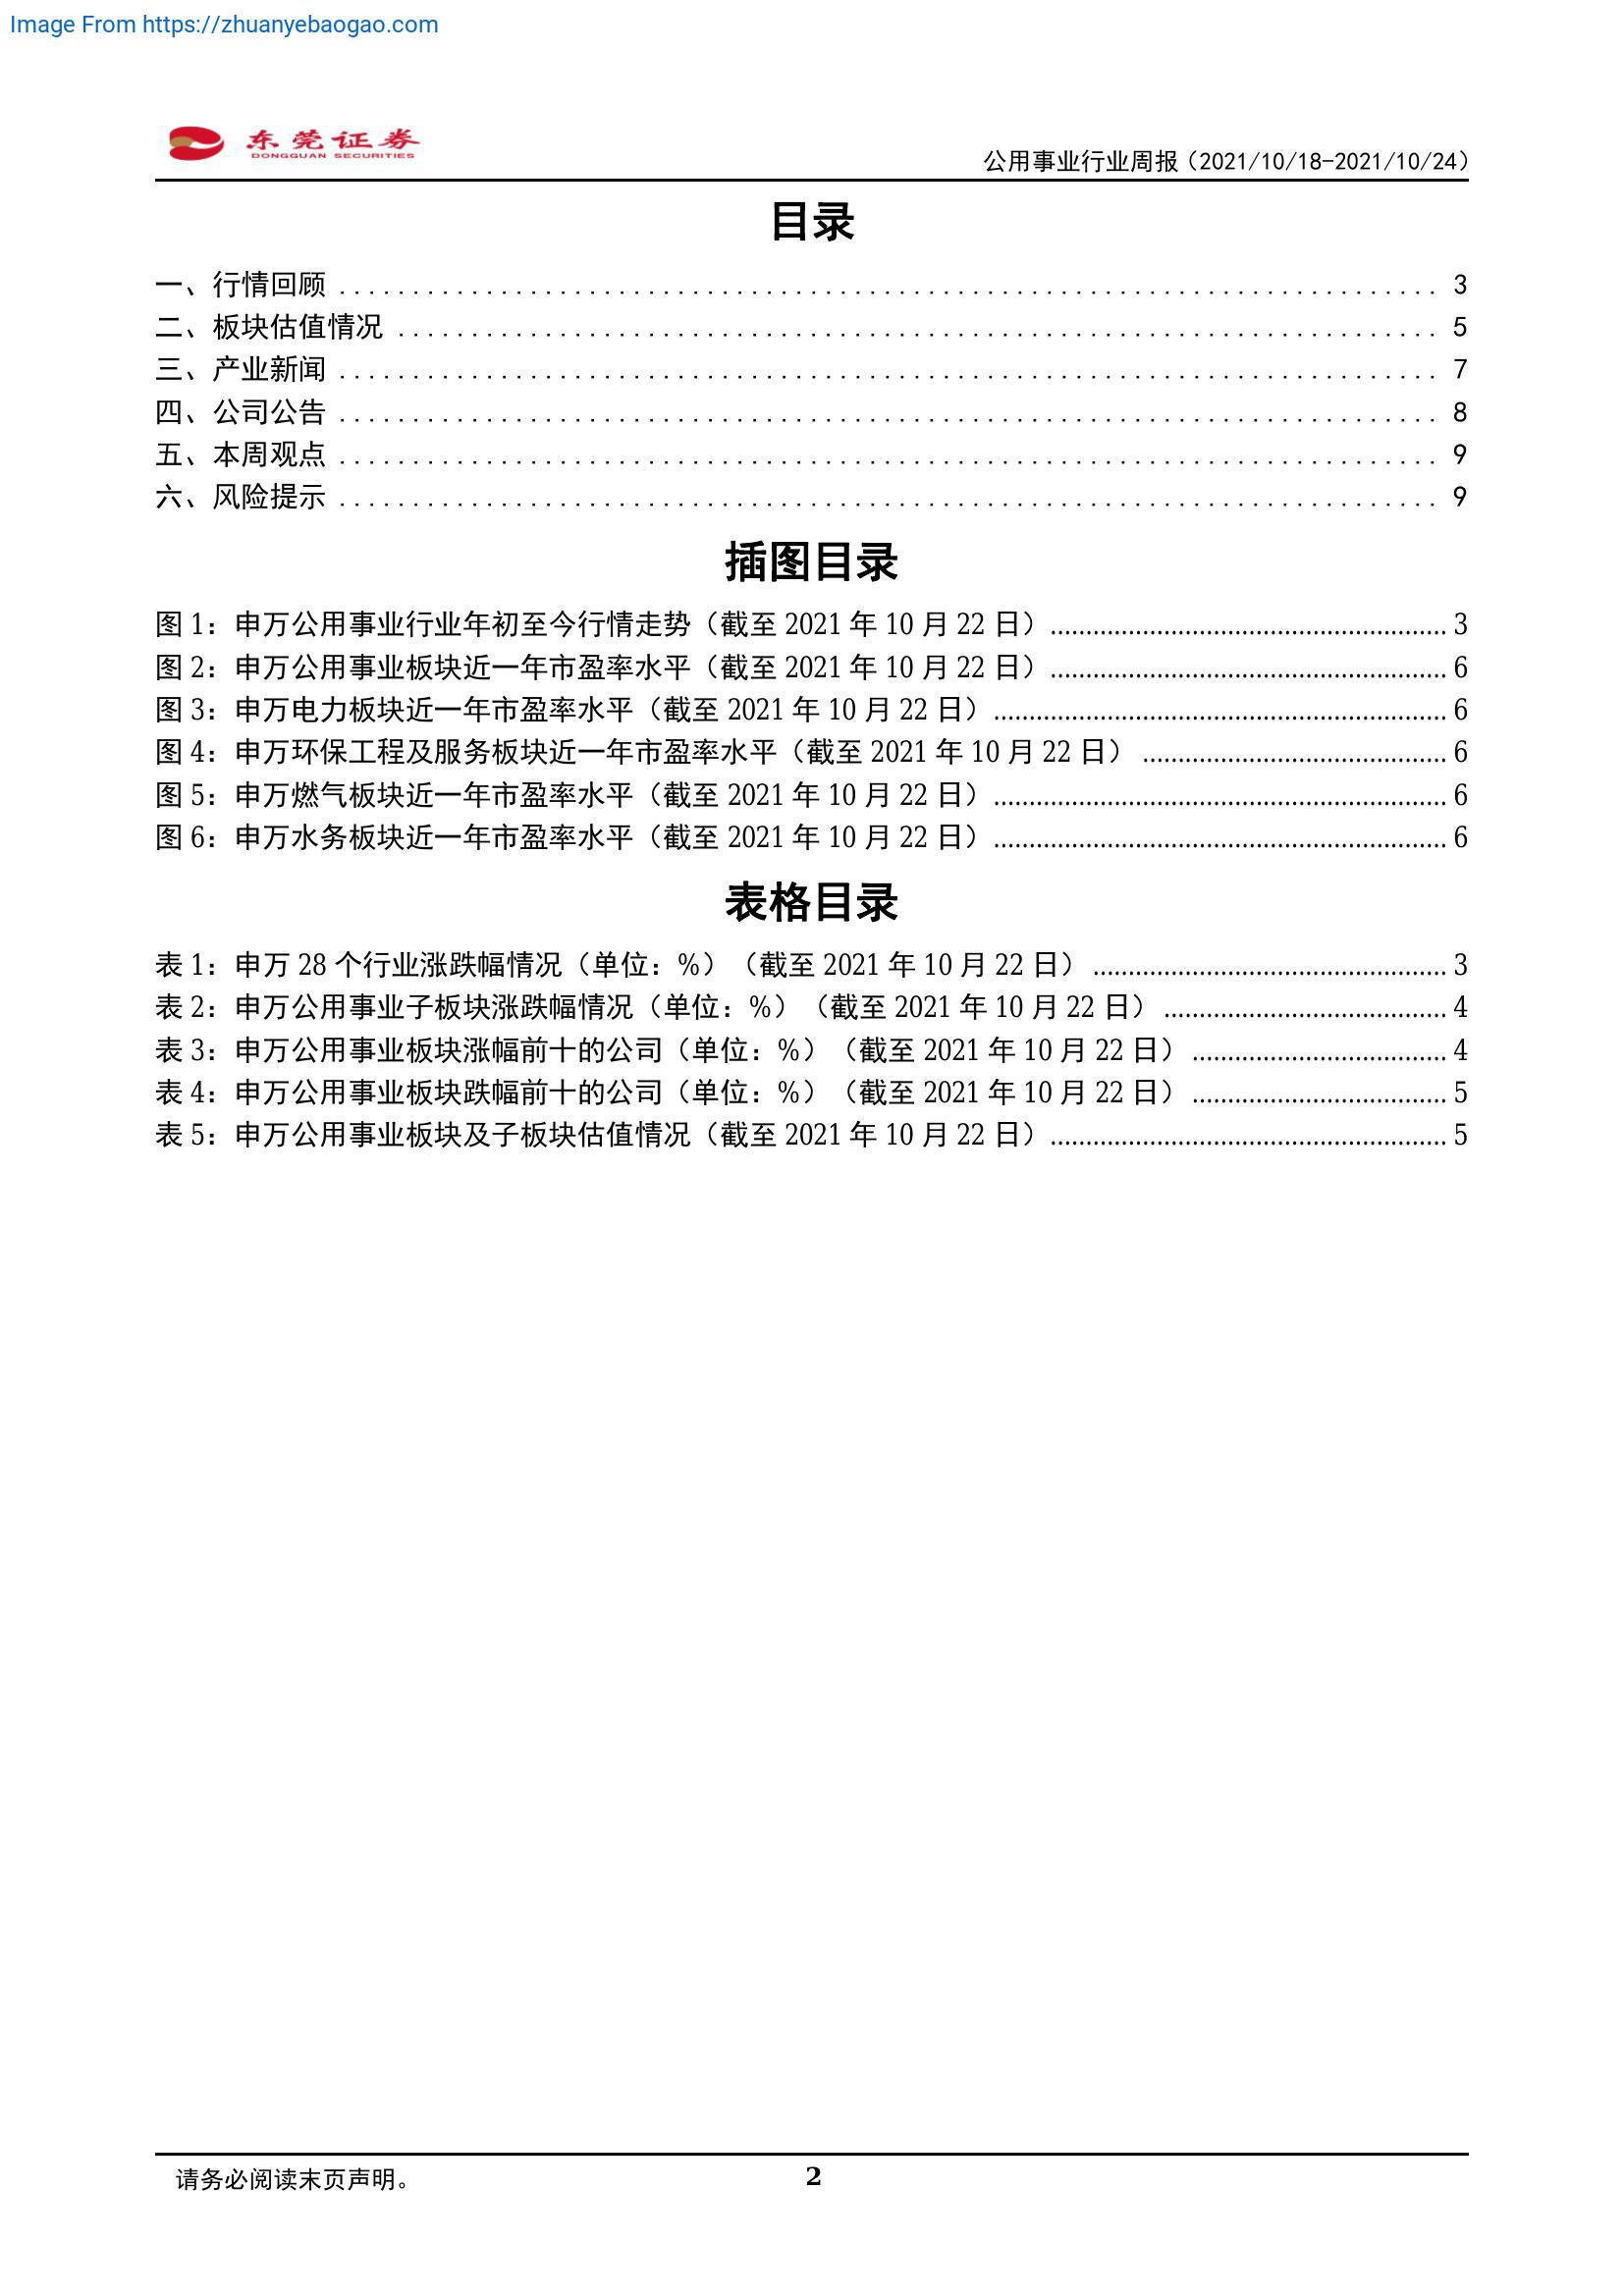 Image From https://zhuanyebaogao.com
东莞证券
DONGGUAN SECURITIES
公用事业行业周报（2021/10/18-2021/10/24）
目录
一、行情回顾 ........................................................................... 3
二、板块估值情况 ....................................................................... 5
三、产业新闻 ........................................................................... 7
四、公司公告 ........................................................................... 8
五、本周观点 ........................................................................... 9
六、风险提示 ........................................................................... 9
插图目录
图 1：申万公用事业行业年初至今行情走势（截至 2021 年 10 月 22 日）........................................................ 3
图 2：申万公用事业板块近一年市盈率水平（截至 2021 年 10 月 22 日）........................................................ 6
图 3：申万电力板块近一年市盈率水平（截至 2021 年 10 月 22 日）................................................................ 6
图 4：申万环保工程及服务板块近一年市盈率水平（截至 2021 年 10 月 22 日）........................................... 6
图 5：申万燃气板块近一年市盈率水平（截至 2021 年 10 月 22 日）................................................................ 6
图 6：申万水务板块近一年市盈率水平（截至 2021 年 10 月 22 日）................................................................ 6
表格目录
表 1：申万 28 个行业涨跌幅情况（单位：%）（截至 2021 年 10 月 22 日）.................................................. 3
表 2：申万公用事业子板块涨跌幅情况（单位：%）（截至 2021 年 10 月 22 日）........................................ 4
表 3：申万公用事业板块涨幅前十的公司（单位：%）（截至 2021 年 10 月 22 日）.................................... 4
表 4：申万公用事业板块跌幅前十的公司（单位：%）（截至 2021 年 10 月 22 日）.................................... 5
表 5：申万公用事业板块及子板块估值情况（截至 2021 年 10 月 22 日）........................................................ 5
请务必阅读末页声明。
2